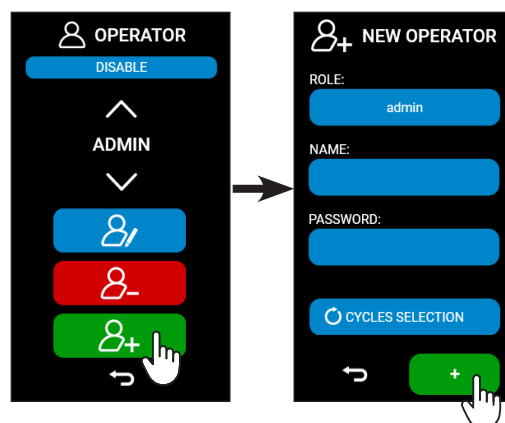 OPERATOR
DISABLE
ADMIN
NEW OPERATOR
ROLE:
admin
NAME:
PASSWORD:
CYCLES SELECTION
+